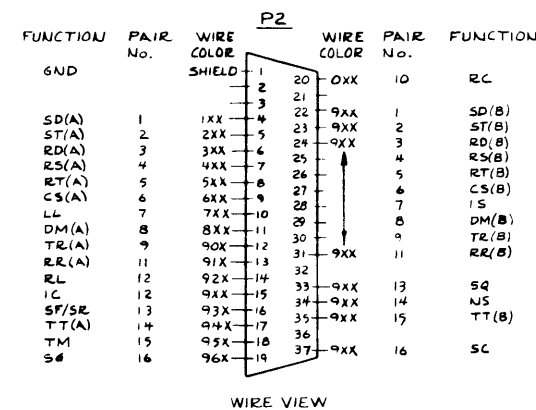 P2
FUNCTION PAIR No. WIRE COLOR
WIRE COLOR PAIR No. FUNCTION
GND SHIELD 1
2
3
SD(A) 1 1XX 4
ST(A) 2 2XX 5
RD(A) 3 3XX 6
RS(A) 4 4XX 7
RT(A) 5 5XX 8
CS(A) 6 6XX 9
LL 7 7XX 10
DM(A) 8 8XX 11
TR(A) 9 90X 12
RR(A) 11 91X 13
RL 12 92X 14
IC 12 9XX 15
SF/SR 13 93X 16
TT(A) 14 94X 17
TM 15 95X 18
16 96X 19
20 0XX 10 RC
21
22 9XX 1 SD(B)
23 9XX 2 ST(B)
24 9XX 3 RD(B)
25 4 RS(B)
26 5 RT(B)
27 6 CS(B)
28 7 IS
29 8 DM(B)
30 9 TR(B)
31 9XX 11 RR(B)
32
33 9XX 13 SQ
34 9XX 14 NS
35 9XX 15 TT(B)
36
37 9XX 16 SC
WIRE VIEW